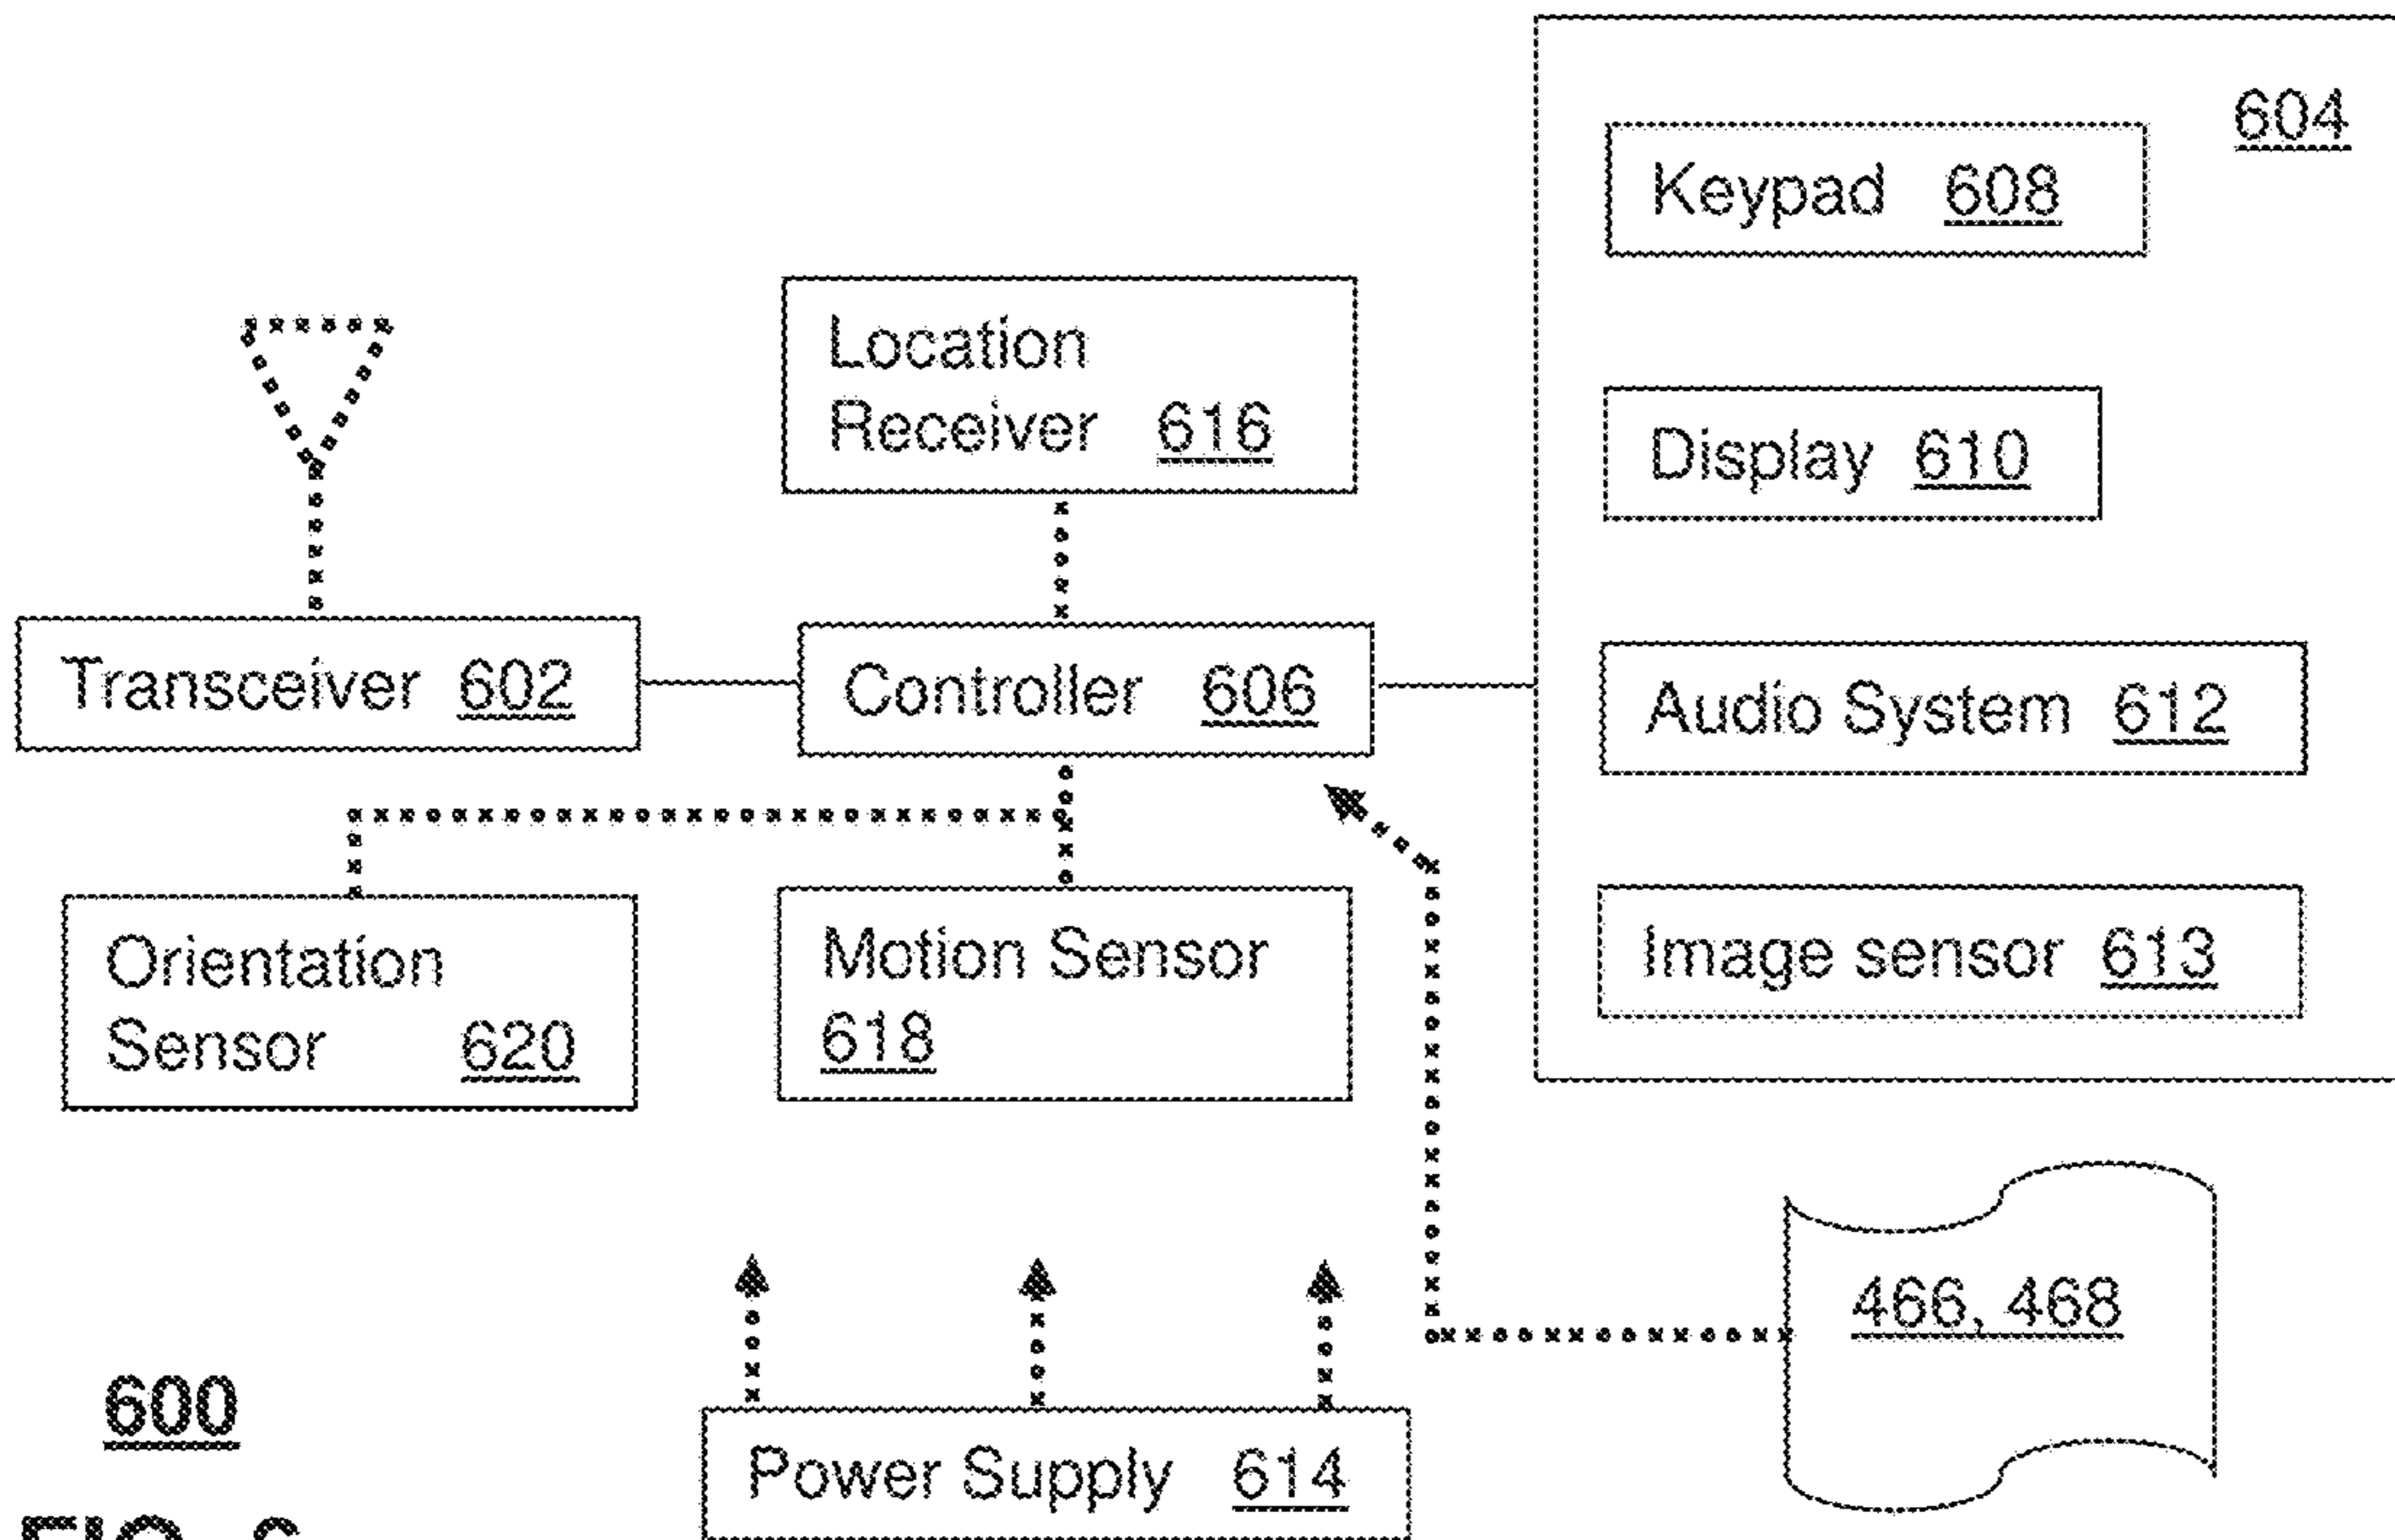 604
Keypad 608
Location
Receiver 616
Display 610
Transceiver 602
Controller 606
Audio System 612
Orientation
Sensor 620
Motion Sensor
618
Image sensor 613
466, 468
600
Power Supply 614